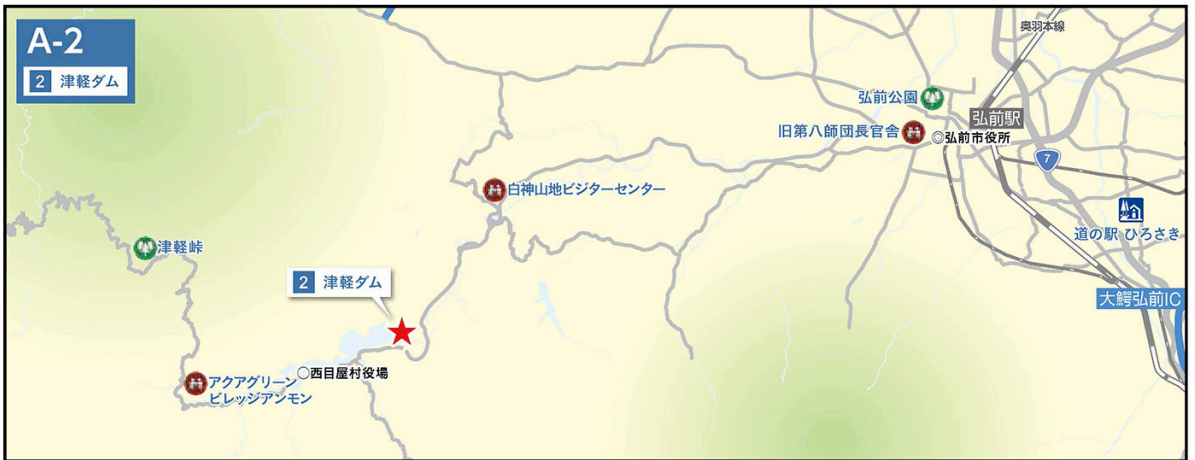 A-2
2 津軽ダム
奥羽本線
弘前公園
弘前駅
旧第八師団長官舎
◎弘前市役所
7
白神山地ビジターセンター
道の駅 ひろさき
津軽峠
2 津軽ダム
大鰐弘前IC
○西目屋村役場
アクアグリーン
ビレッジアンモン